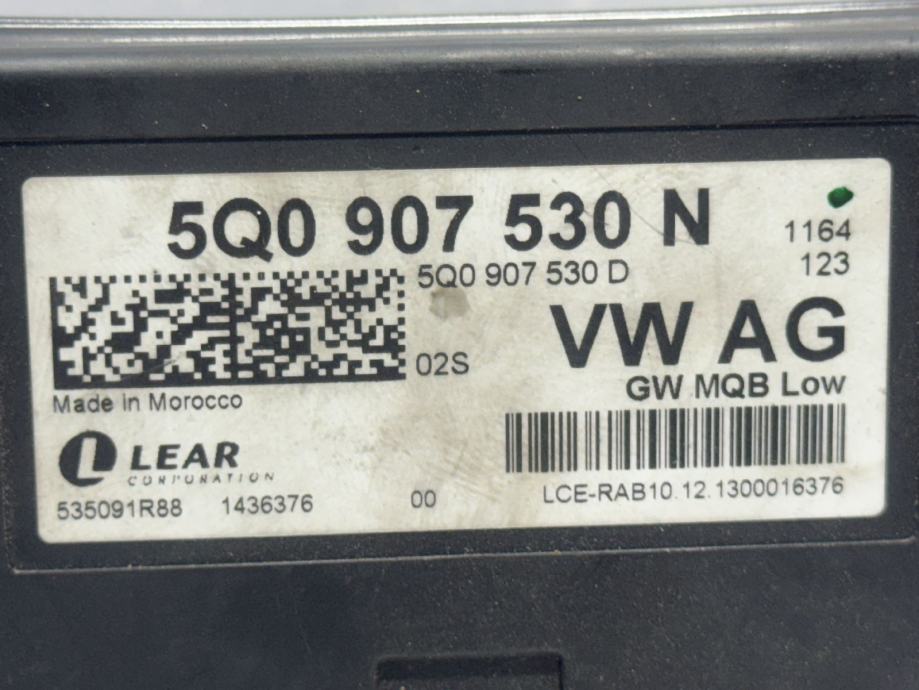 5Q0 907 530 N
1164
5Q0 907 530 D
123
VW AG
02S
GW MQB Low
Made in Morocco
LEAR
CORPORATION
LCE-RAB10.12.1300016376
535091R88 1436376 00